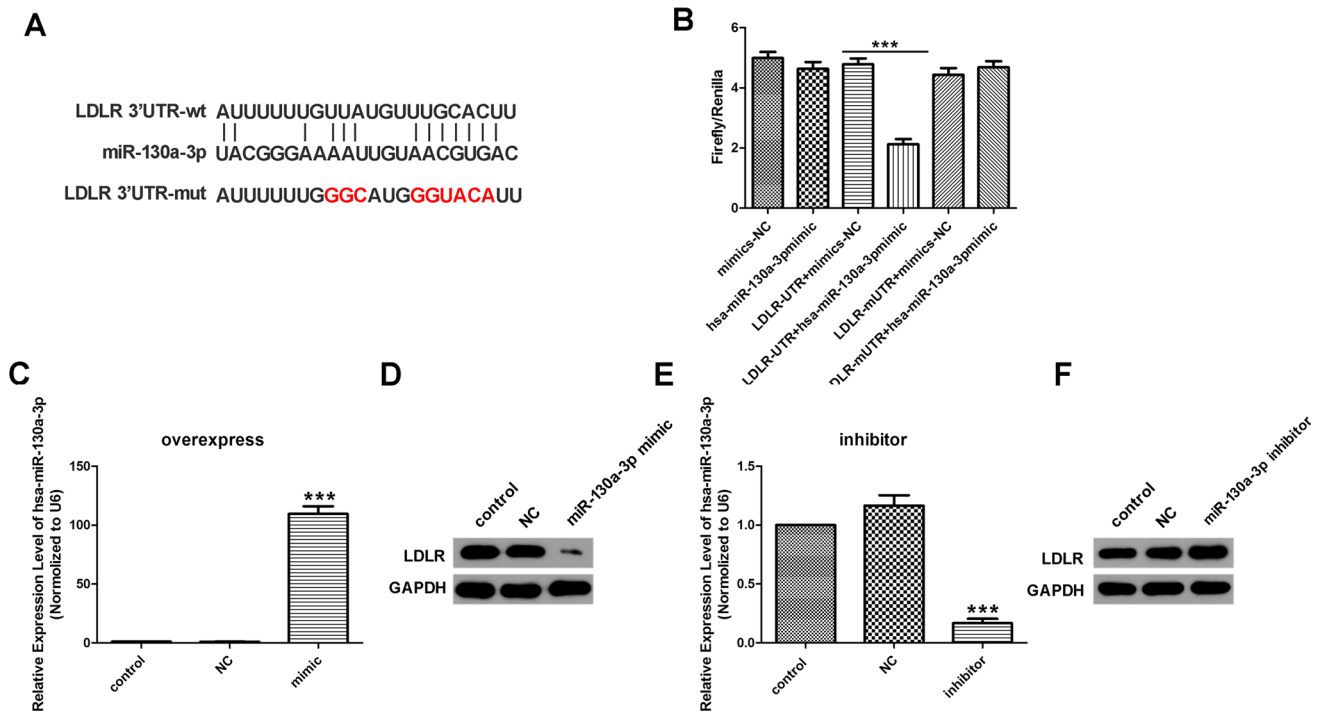 A
LDLR 3'UTR-wt AUUUUUUGUUAUGUUUGCACUU
miR-130a-3p UACGGGAAAAUUGUAACGUGAC
LDLR 3'UTR-mut AUUUUUUGGGCAUGGGUACAUU
B
Firefly/Renilla
6
4
2
0
***
mimics-NC
hsa-miR-130a-3pmimic
LDLR-UTR+mimics-NC
LDLR-UTR+hsa-miR-130a-3pmimic
LDLR-mUTR+mimics-NC
DLR-mUTR+hsa-miR-130a-3pmimic
C
Relative Expression Level of hsa-miR-130a-3p
(Normolized to U6)
overexpress
150
100
50
0
***
control
NC
mimic
D
control
NC
miR-130a-3p mimic
LDLR
GAPDH
E
Relative Expression Level of hsa-miR-130a-3p
(Normolized to U6)
inhibitor
1.5
1.0
0.5
0.0
***
control
NC
inhibitor
F
control
NC
miR-130a-3p inhibitor
LDLR
GAPDH